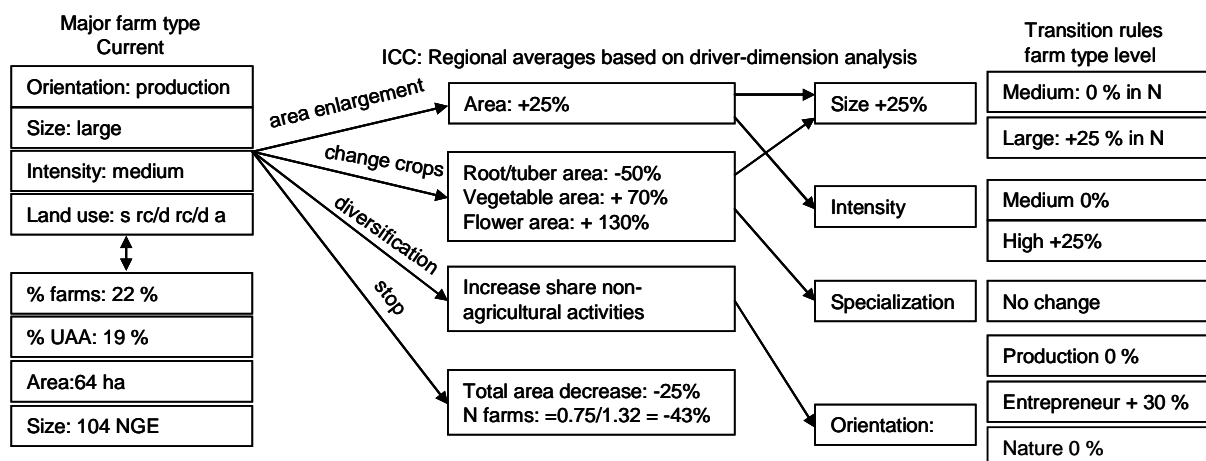 Major farm type
Current
Orientation: production
Size: large
Intensity: medium
Land use: s rc/d rc/d a
% farms: 22 %
% UAA: 19 %
Area:64 ha
Size: 104 NGE
area enlargement
change crops
diversification
stop
ICC: Regional averages based on driver-dimension analysis
Area: +25%
Root/tuber area: -50%
Vegetable area: + 70%
Flower area: + 130%
Increase share non-
agricultural activities
Total area decrease: -25%
N farms: =0.75/1.32 = -43%
Size +25%
Intensity
Specialization
Orientation:
Transition rules
farm type level
Medium: 0 % in N
Large: +25 % in N
Medium 0%
High +25%
No change
Production 0 %
Entrepreneur + 30 %
Nature 0 %